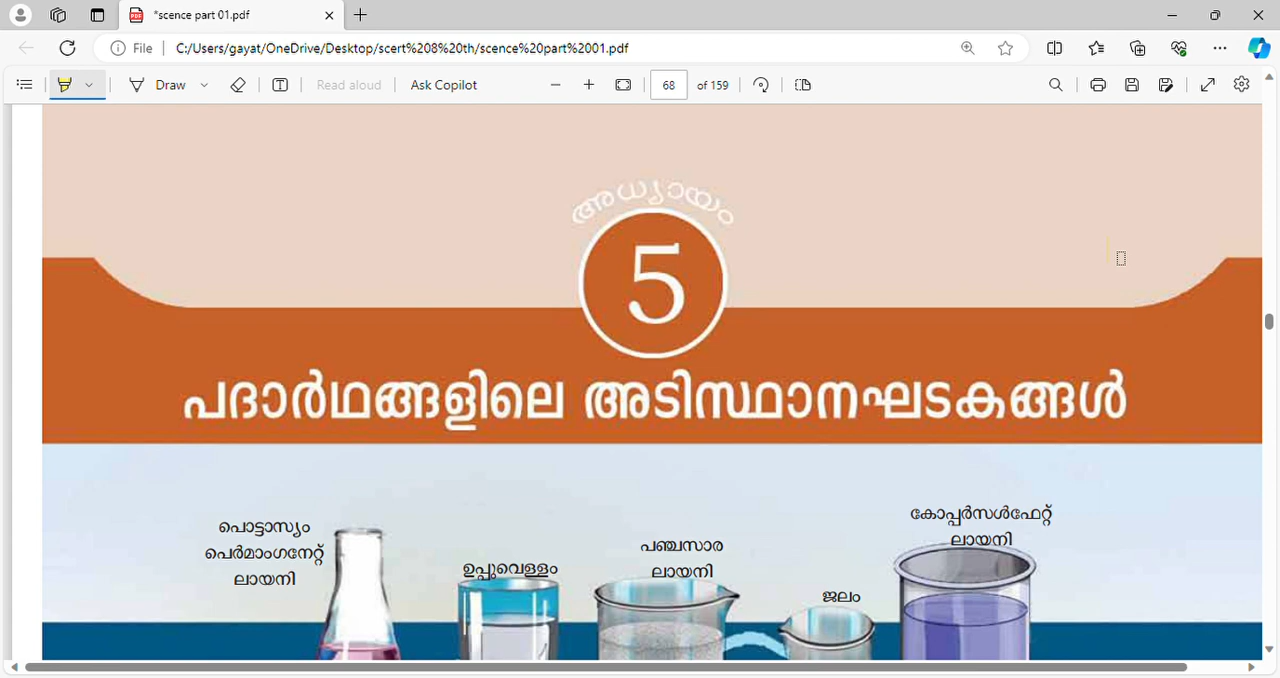 *scence part 01.pdf
File
C:/Users/gayat/OneDrive/Desktop/scert%208%20th/scence%20part%2001.pdf
Draw
Read aloud
Ask Copilot
68
of 159
അധ്യായം
5
പദാർഥങ്ങളിലെ അടിസ്ഥാനഘടകങ്ങൾ
പൊട്ടാസ്യം
പെർമാംഗനേറ്റ്
ലായനി
ഉപ്പുവെള്ളം
പഞ്ചസാര
ലായനി
ജലം
കോപ്പർസൾഫേറ്റ്
ലായനി